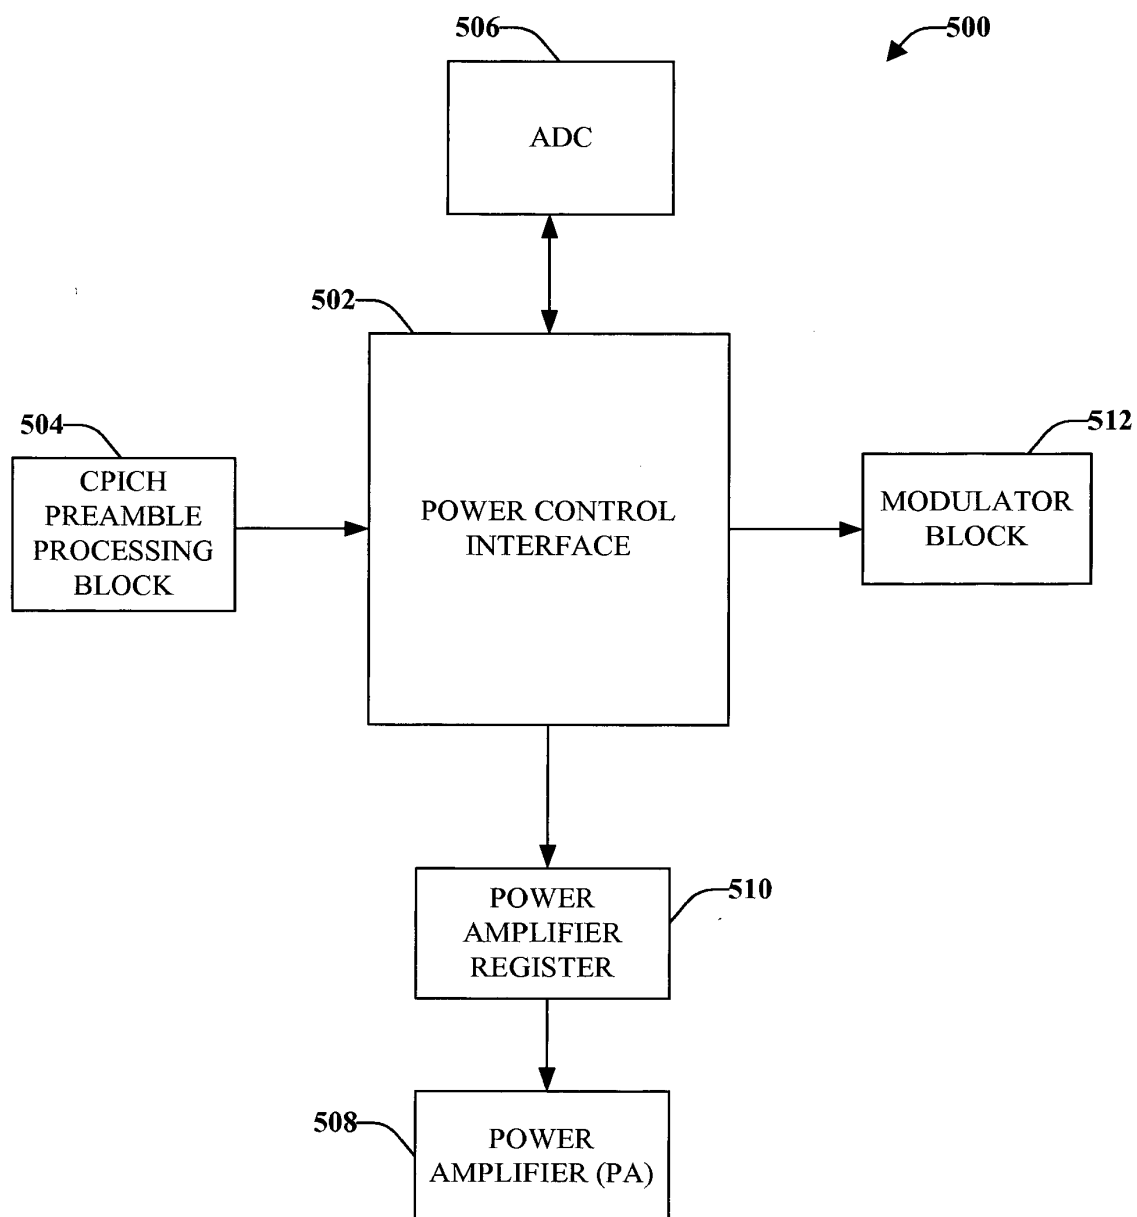 506
500
ADC
502
504
512
CPICH
PREAMBLE
PROCESSING
BLOCK
POWER CONTROL
INTERFACE
MODULATOR
BLOCK
510
POWER
AMPLIFIER
REGISTER
508
POWER
AMPLIFIER (PA)